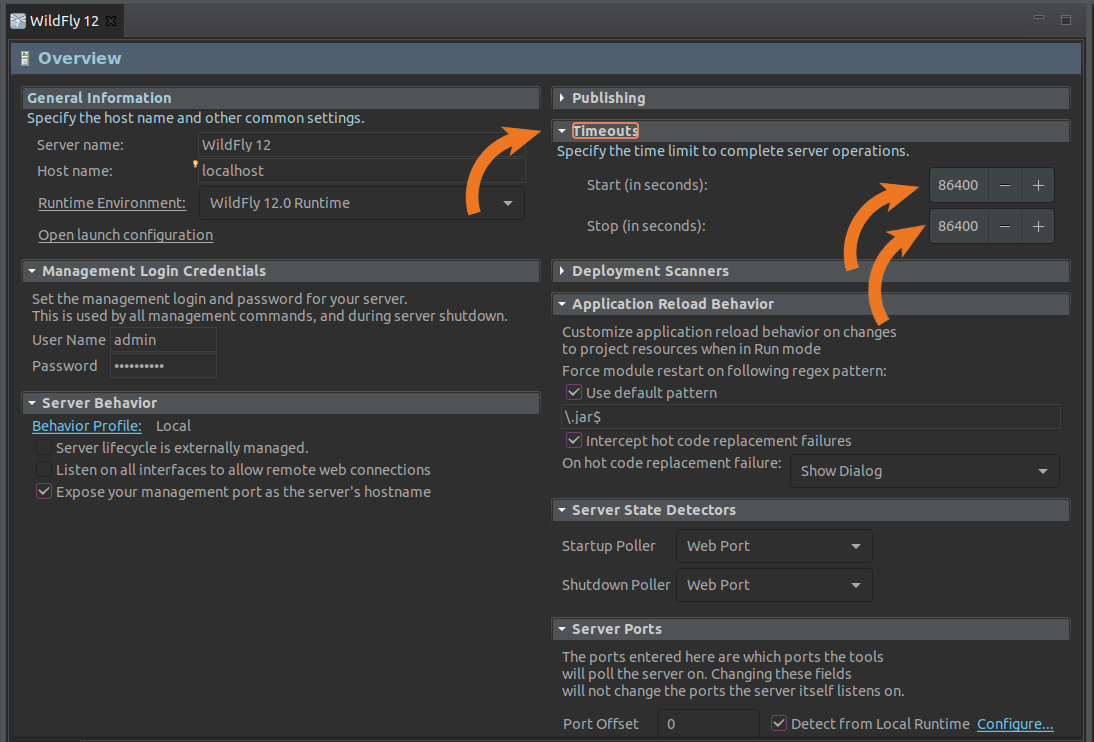 WildFly 12
Overview
General Information
Specify the host name and other common settings.
Server name: WildFly 12
Host name: localhost
Runtime Environment: WildFly 12.0 Runtime
Open launch configuration
Management Login Credentials
Set the management login and password for your server.
This is used by all management commands, and during server shutdown.
User Name admin
Password ••••••••••
Server Behavior
Behavior Profile: Local
Server lifecycle is externally managed.
Listen on all interfaces to allow remote web connections
Expose your management port as the server's hostname
Publishing
Timeouts
Specify the time limit to complete server operations.
Start (in seconds): 86400 − +
Stop (in seconds): 86400 − +
Deployment Scanners
Application Reload Behavior
Customize application reload behavior on changes
to project resources when in Run mode
Force module restart on following regex pattern:
Use default pattern
\.jar$
Intercept hot code replacement failures
On hot code replacement failure: Show Dialog
Server State Detectors
Startup Poller Web Port
Shutdown Poller Web Port
Server Ports
The ports entered here are which ports the tools
will poll the server on. Changing these fields
will not change the ports the server itself listens on.
Port Offset 0 Detect from Local Runtime Configure...